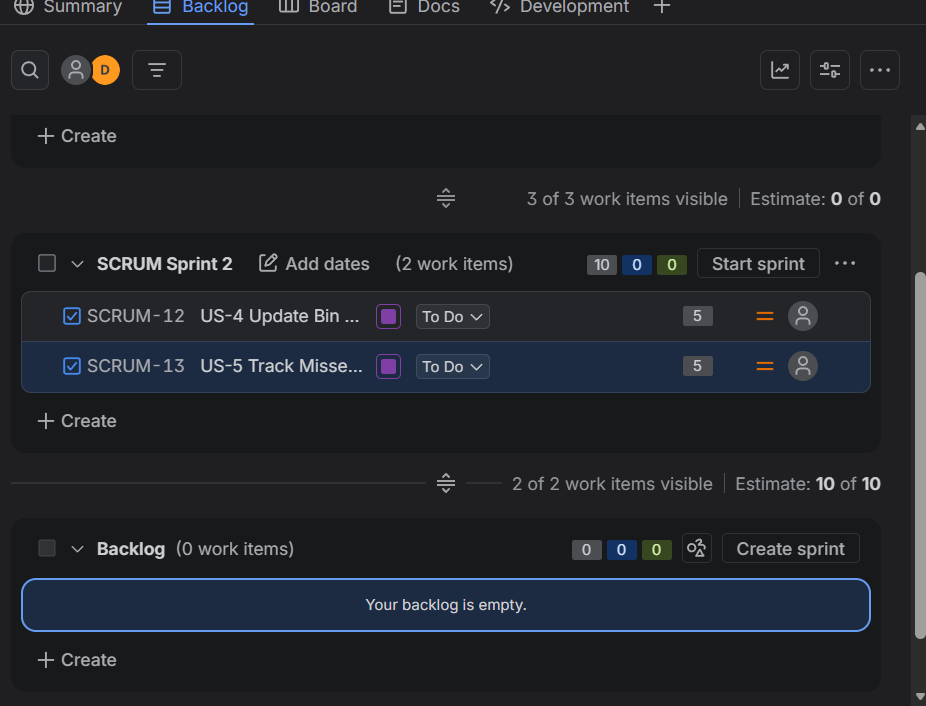 Summary Backlog Board Docs Development
D
Create
3 of 3 work items visible Estimate: 0 of 0
SCRUM Sprint 2 Add dates (2 work items) 10 0 0 Start sprint
SCRUM-12 US-4 Update Bin ... To Do 5
SCRUM-13 US-5 Track Misse... To Do 5
Create
2 of 2 work items visible Estimate: 10 of 10
Backlog (0 work items) 0 0 0 Create sprint
Your backlog is empty.
Create